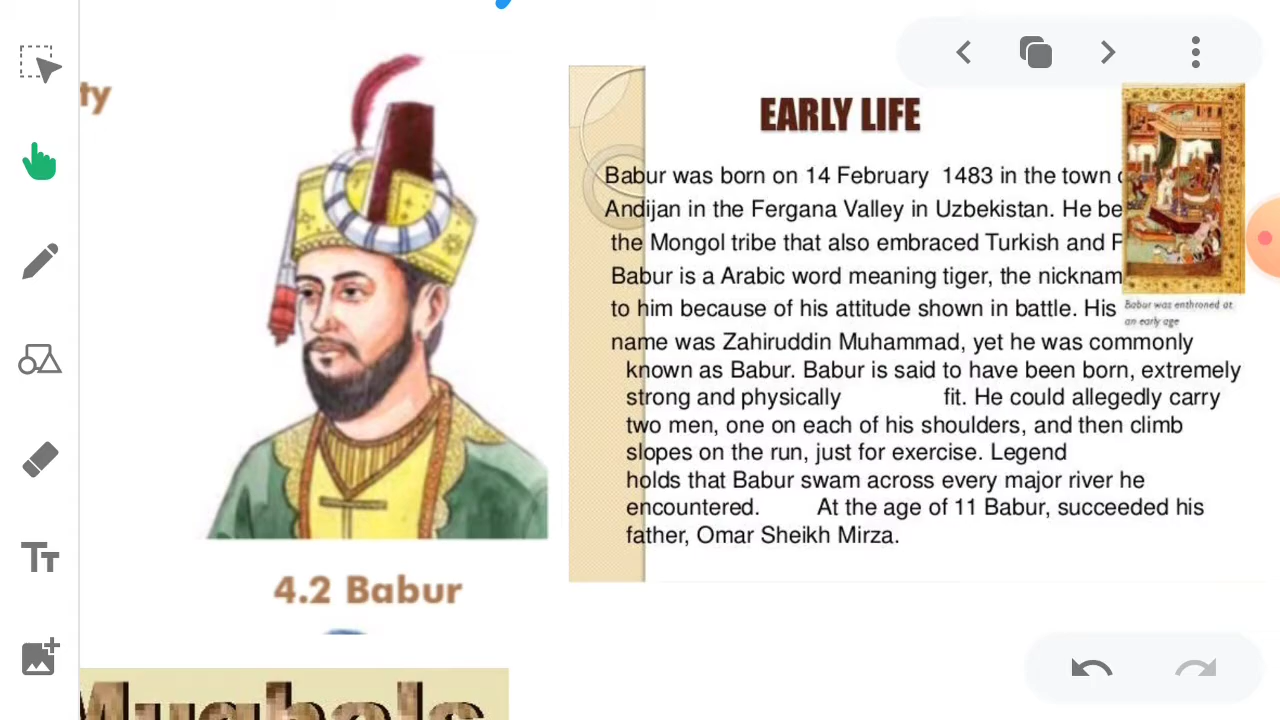 ty
EARLY LIFE
Babur was born on 14 February 1483 in the town
Andijan in the Fergana Valley in Uzbekistan. He be
the Mongol tribe that also embraced Turkish and F
Babur is a Arabic word meaning tiger, the nicknam
to him because of his attitude shown in battle. His
name was Zahiruddin Muhammad, yet he was commonly
known as Babur. Babur is said to have been born, extremely
strong and physically fit. He could allegedly carry
two men, one on each of his shoulders, and then climb
slopes on the run, just for exercise. Legend
holds that Babur swam across every major river he
encountered. At the age of 11 Babur, succeeded his
father, Omar Sheikh Mirza.
Babur was enthroned at
an early age
4.2 Babur
Mughals
Tт